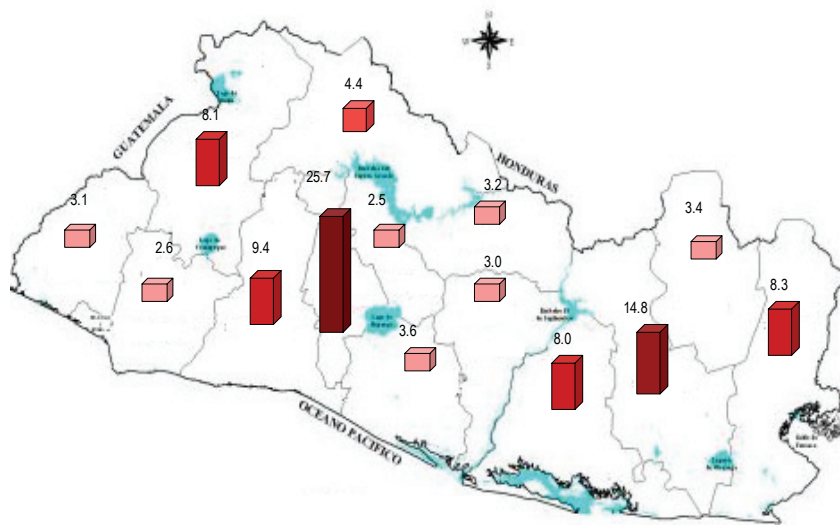 N
E
S
4.4
GUATEMALA
8.1
HONDURAS
25.7
3.2
3.1
2.5
3.4
2.6
9.4
3.0
8.3
14.8
3.6
8.0
OCEANO PACIFICO